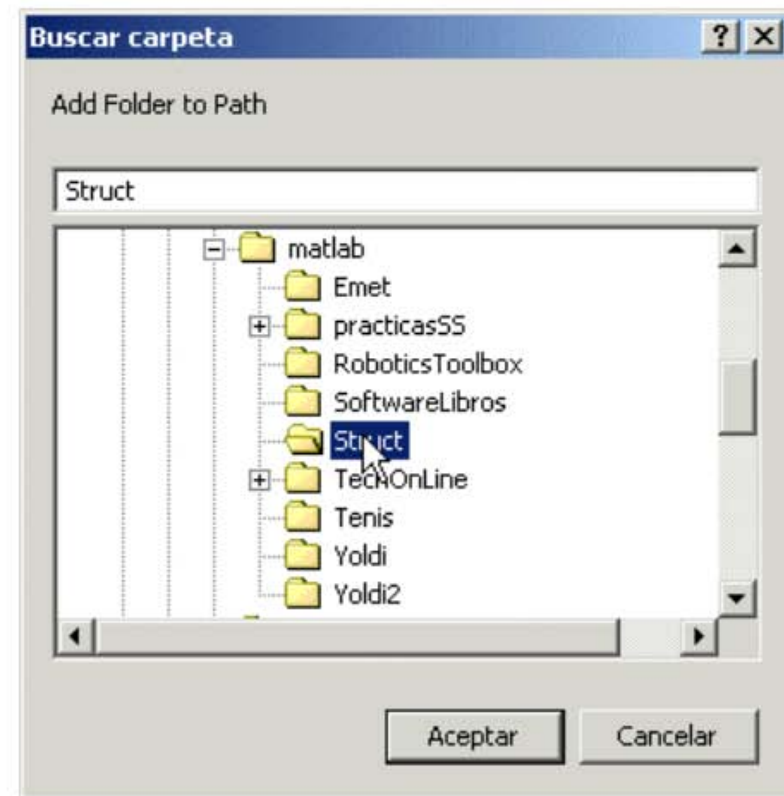 Buscar carpeta
Add Folder to Path
Struct
matlab
Emet
practicasSS
RoboticsToolbox
SoftwareLibros
Struct
TechOnLine
Tenis
Yoldi
Yoldi2
Aceptar
Cancelar